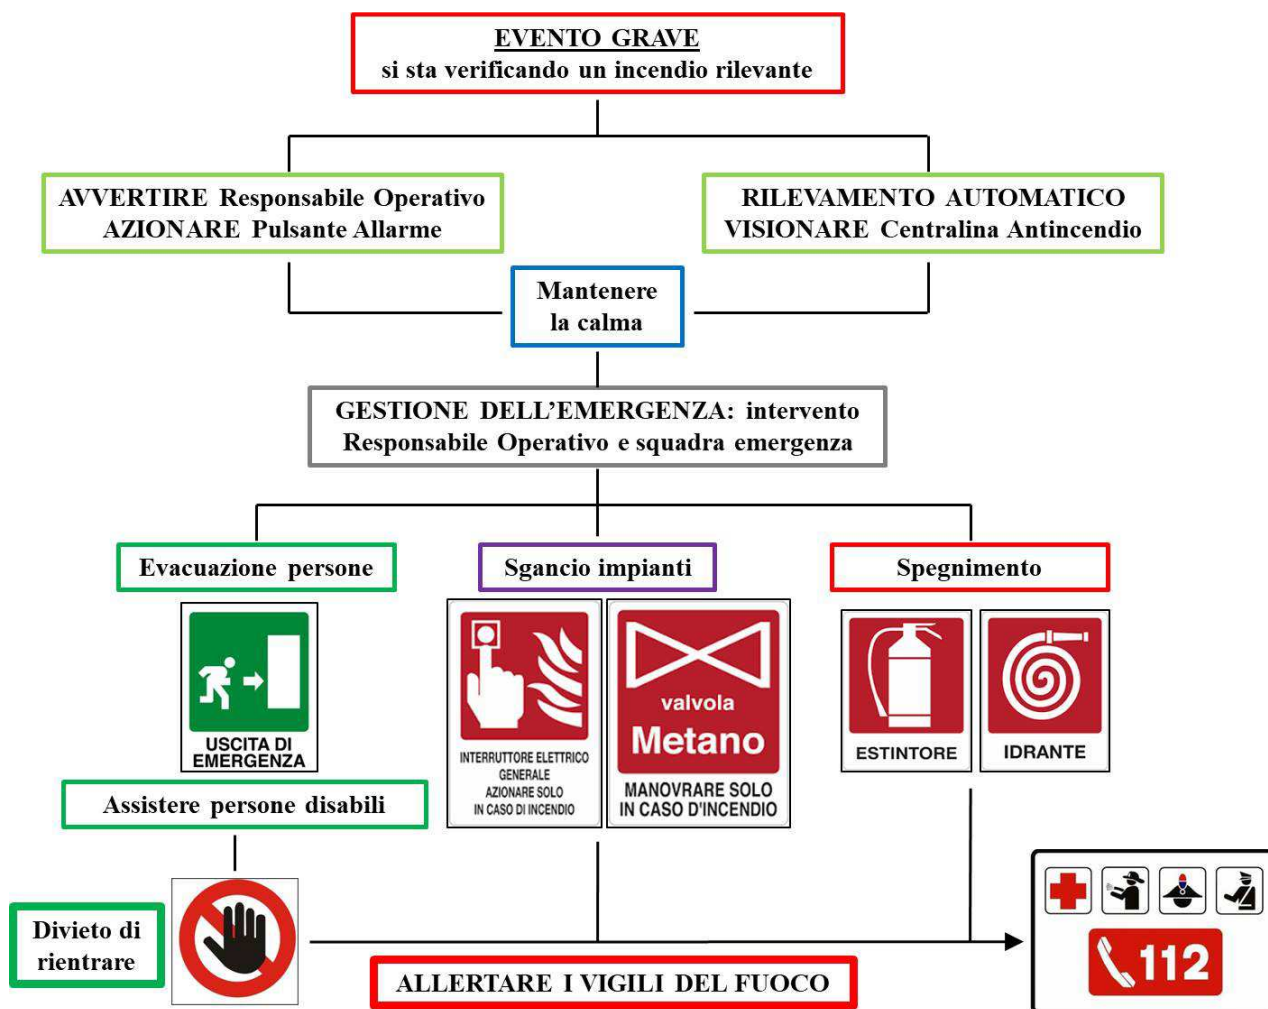 EVENTO GRAVE
si sta verificando un incendio rilevante
AVVERTIRE Responsabile Operativo
AZIONARE Pulsante Allarme
RILEVAMENTO AUTOMATICO
VISIONARE Centralina Antincendio
Mantenere
la calma
GESTIONE DELL’EMERGENZA: intervento
Responsabile Operativo e squadra emergenza
Evacuazione persone
Sgancio impianti
Spegnimento
USCITA DI
EMERGENZA
INTERRUTTORE ELETTRICO
GENERALE
AZIONARE SOLO
IN CASO DI INCENDIO
valvola
Metano
MANOVRARE SOLO
IN CASO D'INCENDIO
ESTINTORE
IDRANTE
Assistere persone disabili
Divieto di
rientrare
ALLERTARE I VIGILI DEL FUOCO
112